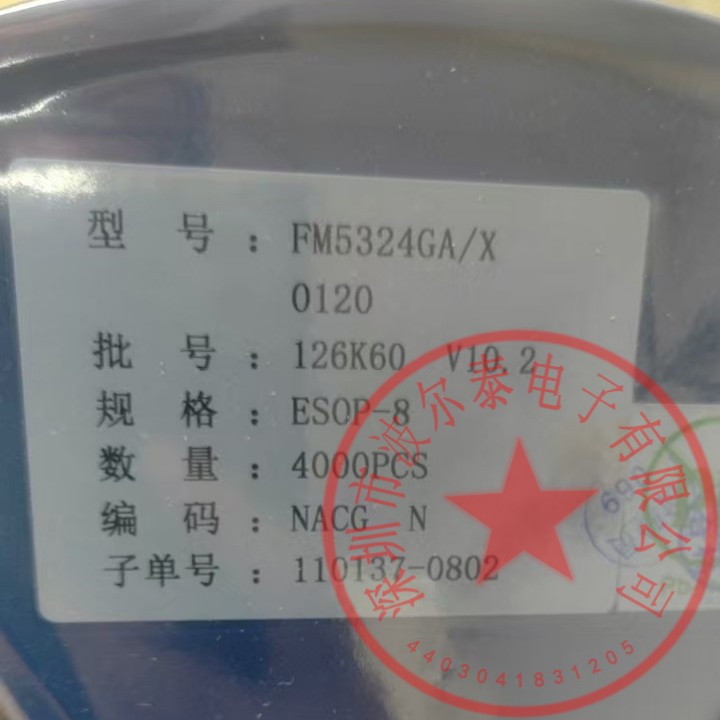 型 号 : FM5324GA/X
0120
批 号 : 126K60 V10.2
规 格 : ESOP-8
数 量 : 4000PCS
编 码 : NACG N
子单号 : 110137-0802
深圳市波尔泰电子有限公司
4403041831205